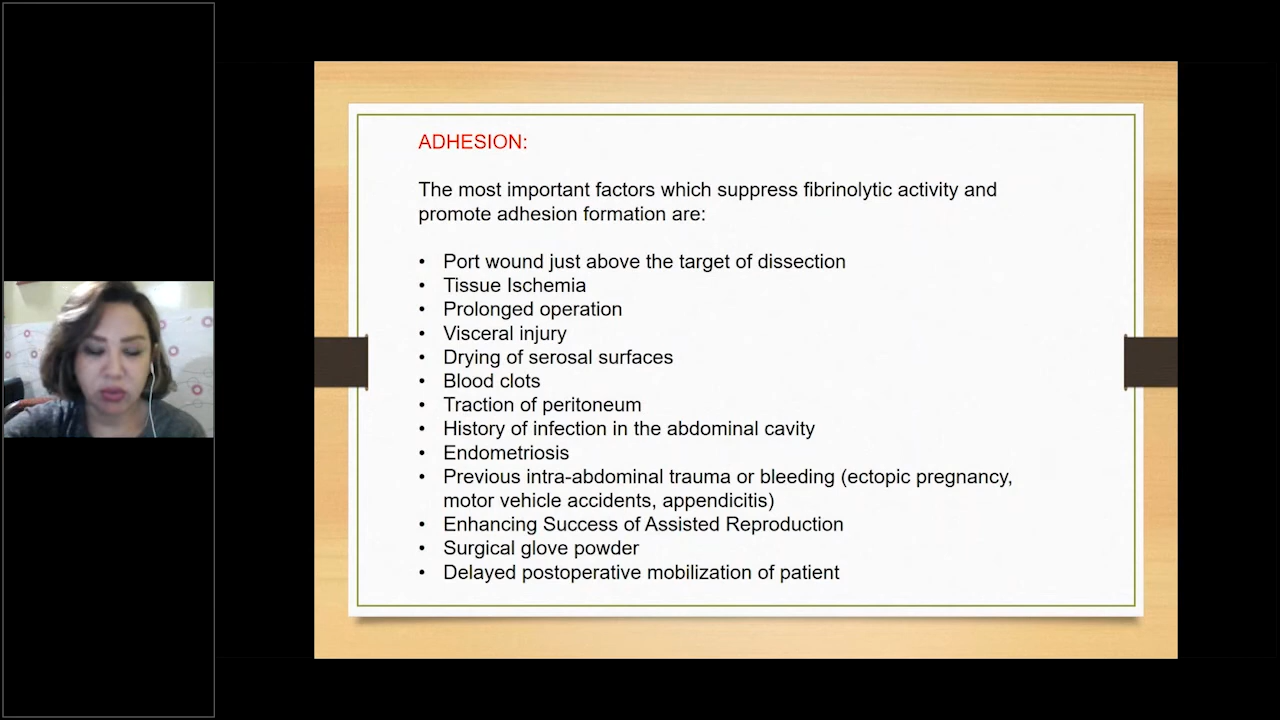 ADHESION:
The most important factors which suppress fibrinolytic activity and
promote adhesion formation are:
• Port wound just above the target of dissection
• Tissue Ischemia
• Prolonged operation
• Visceral injury
• Drying of serosal surfaces
• Blood clots
• Traction of peritoneum
• History of infection in the abdominal cavity
• Endometriosis
• Previous intra-abdominal trauma or bleeding (ectopic pregnancy,
motor vehicle accidents, appendicitis)
• Enhancing Success of Assisted Reproduction
• Surgical glove powder
• Delayed postoperative mobilization of patient